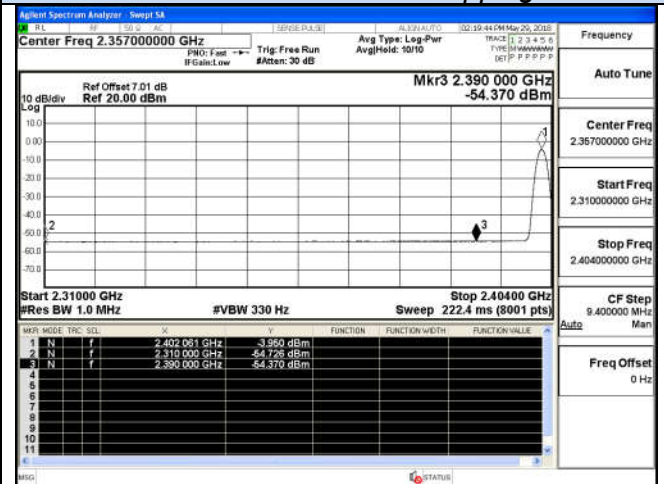 Agilent Spectrum Analyzer - Swept SA
RL RF 50 Ω AC SENSE:PULSE ALIGN AUTO 02:19:44 PM May 29, 2018
Center Freq 2.357000000 GHz
PNO: Fast
IFGain:Low
Trig: Free Run
#Atten: 30 dB
Avg Type: Log-Pwr
Avg|Hold: 10/10
TRACE 1 2 3 4 5 6
TYPE M WWWWW
DET P P P P P P
Frequency
Auto Tune
Center Freq
2.357000000 GHz
Start Freq
2.310000000 GHz
Stop Freq
2.404000000 GHz
CF Step
9.400000 MHz
Auto Man
Freq Offset
0 Hz
Mkr3 2.390 000 GHz
-54.370 dBm
Ref Offset 7.01 dB
10 dB/div Ref 20.00 dBm
Log
10.0
0.00
-10.0
-20.0
-30.0
-40.0
-50.0
-60.0
-70.0
1
2
3
Start 2.31000 GHz Stop 2.40400 GHz
#Res BW 1.0 MHz #VBW 330 Hz Sweep 222.4 ms (8001 pts)
MKR MODE TRC SCL X Y FUNCTION FUNCTION WIDTH FUNCTION VALUE
1 N f 2.402 061 GHz -3.950 dBm
2 N f 2.310 000 GHz -54.726 dBm
3 N f 2.390 000 GHz -54.370 dBm
4
5
6
7
8
9
10
11
MSG STATUS